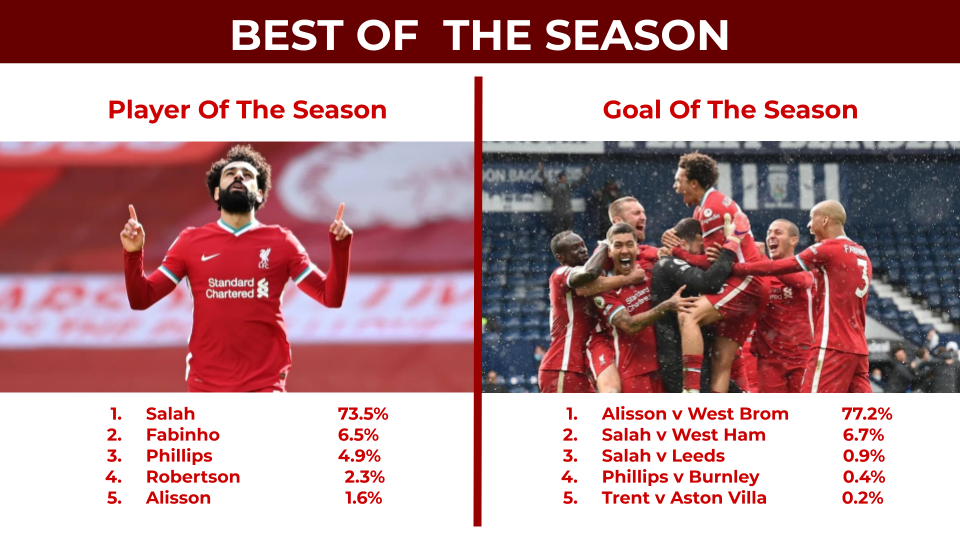 BEST OF THE SEASON
Player Of The Season
Standard
Chartered
1. Salah 73.5%
2. Fabinho 6.5%
3. Phillips 4.9%
4. Robertson 2.3%
5. Alisson 1.6%
Goal Of The Season
3
1. Alisson v West Brom 77.2%
2. Salah v West Ham 6.7%
3. Salah v Leeds 0.9%
4. Phillips v Burnley 0.4%
5. Trent v Aston Villa 0.2%